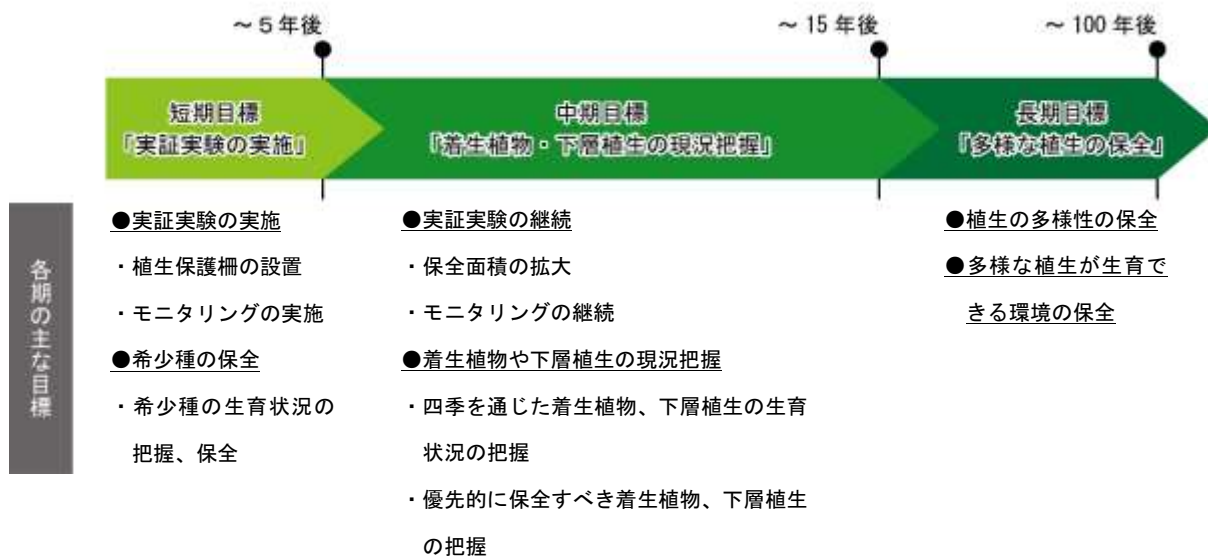 ～5年後
～15年後
～100年後
短期目標
『実証実験の実施』
中期目標
『着生植物・下層植生の現況把握』
長期目標
『多様な植生の保全』
各期の主な目標
●実証実験の実施
・植生保護柵の設置
・モニタリングの実施
●希少種の保全
・希少種の生育状況の
把握、保全
●実証実験の継続
・保全面積の拡大
・モニタリングの継続
●着生植物や下層植生の現況把握
・四季を通じた着生植物、下層植生の生育
状況の把握
・優先的に保全すべき着生植物、下層植生
の把握
●植生の多様性の保全
●多様な植生が生育で
きる環境の保全